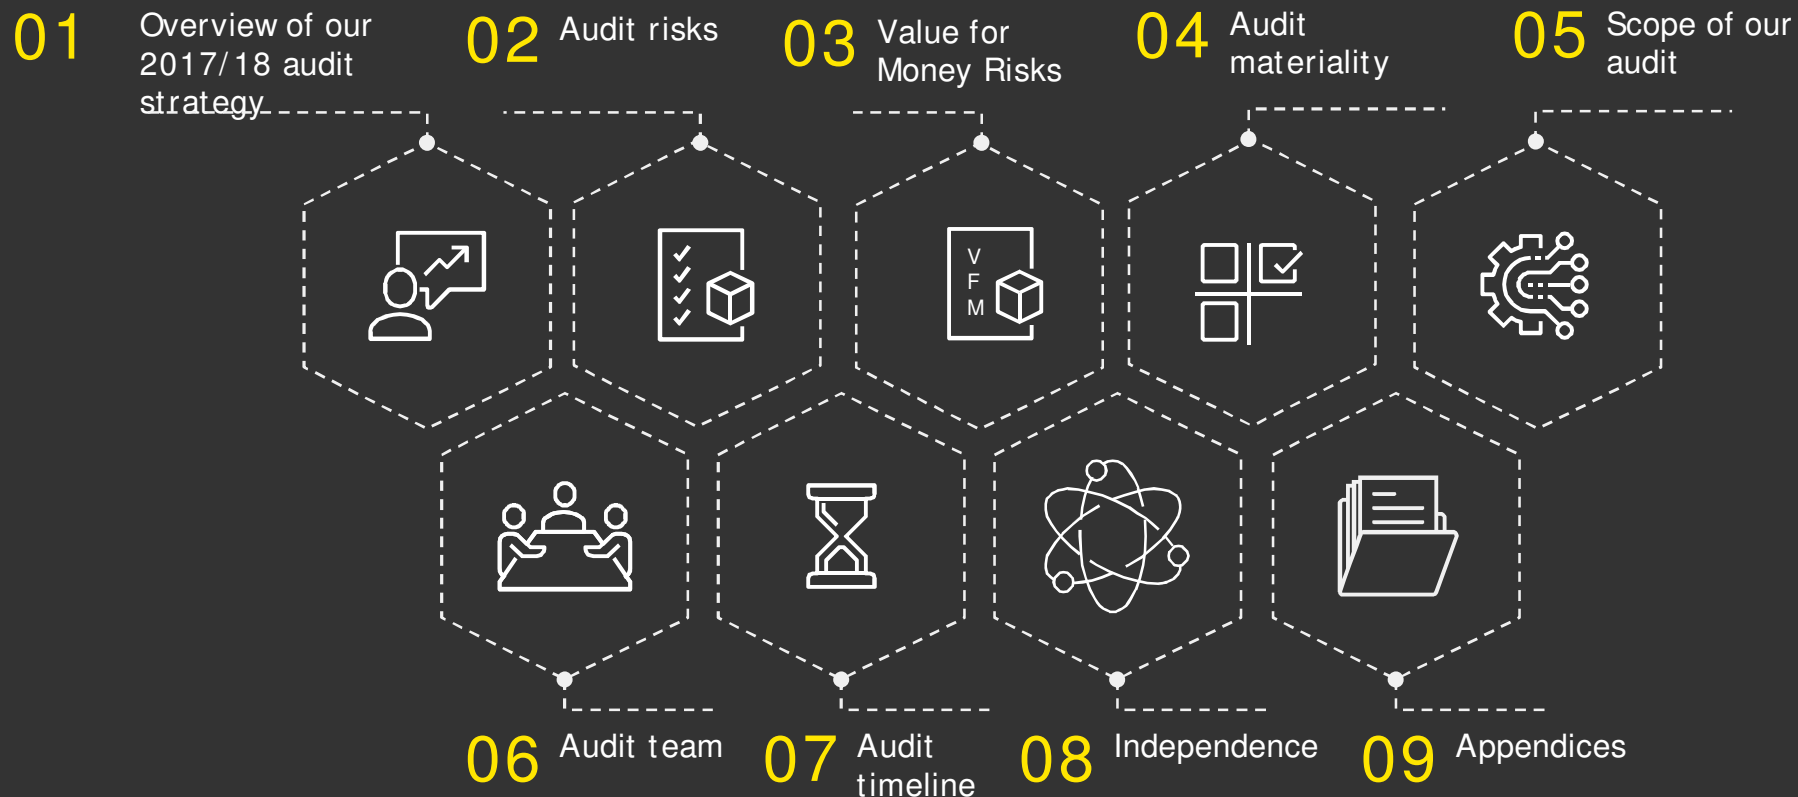 01
Overview of our
2017/18 audit
strategy
02
Audit risks
03
Value for
Money Risks
04
Audit
materiality
05
Scope of our
audit
V
F
M
06
Audit team
07
Audit
timeline
08
Independence
09
Appendices